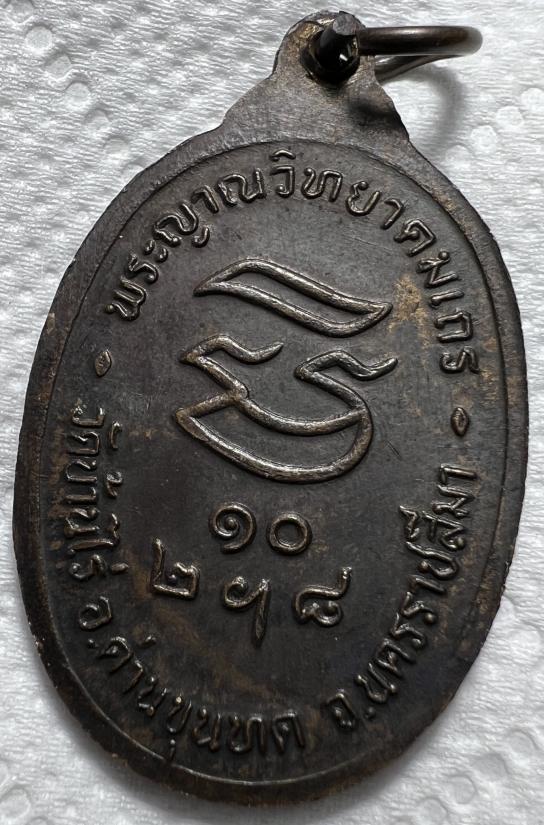 พระญาณวิทยาคมเถร
๑๐
๒ ๕ ๘
วัดบ้านไร่ อ.ด่านขุนทด จ.นครราชสีมา